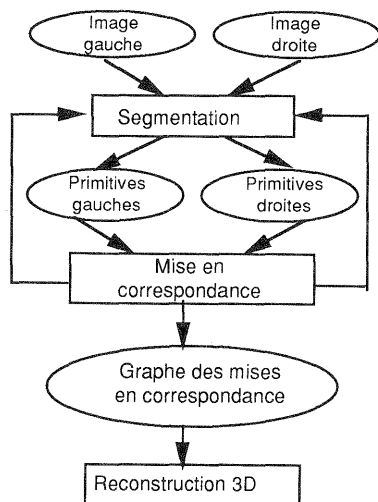 Image
gauche
Image
droite
Segmentation
Primitives
gauches
Primitives
droites
Mise en
correspondance
Graphe des mises
en correspondance
Reconstruction 3D